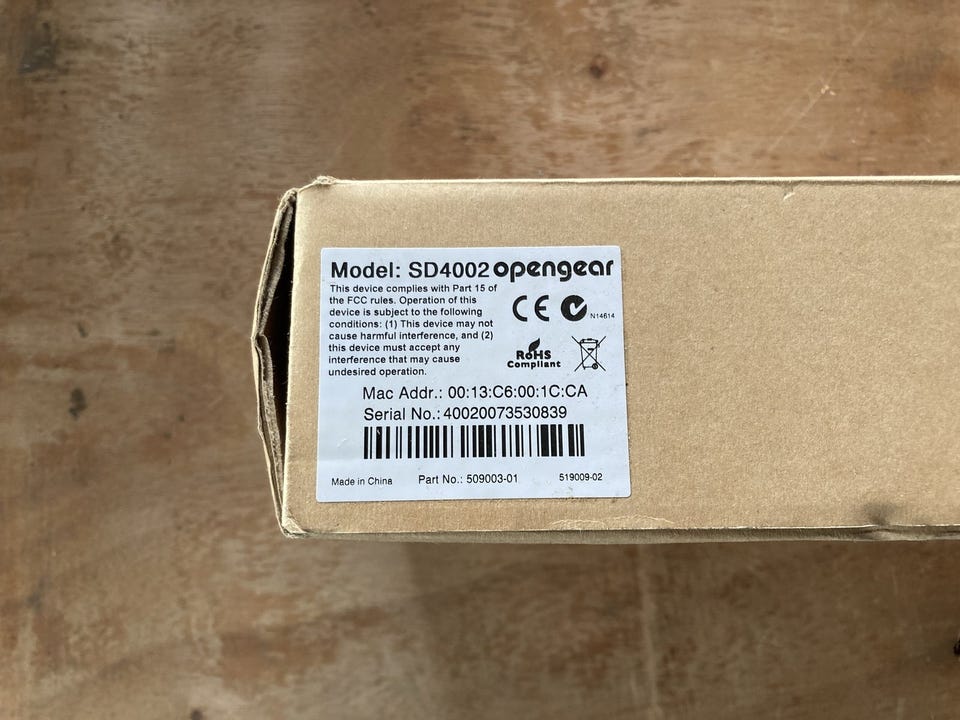 Model: SD4002 opengear
This device complies with Part 15 of
the FCC rules. Operation of this
device is subject to the following
conditions: (1) This device may not
cause harmful interference, and (2)
this device must accept any
interference that may cause
undesired operation.
CE
N14614
RoHS
Compliant
Mac Addr.: 00:13:C6:00:1C:CA
Serial No.: 40020073530839
Made in China Part No.: 509003-01 519009-02